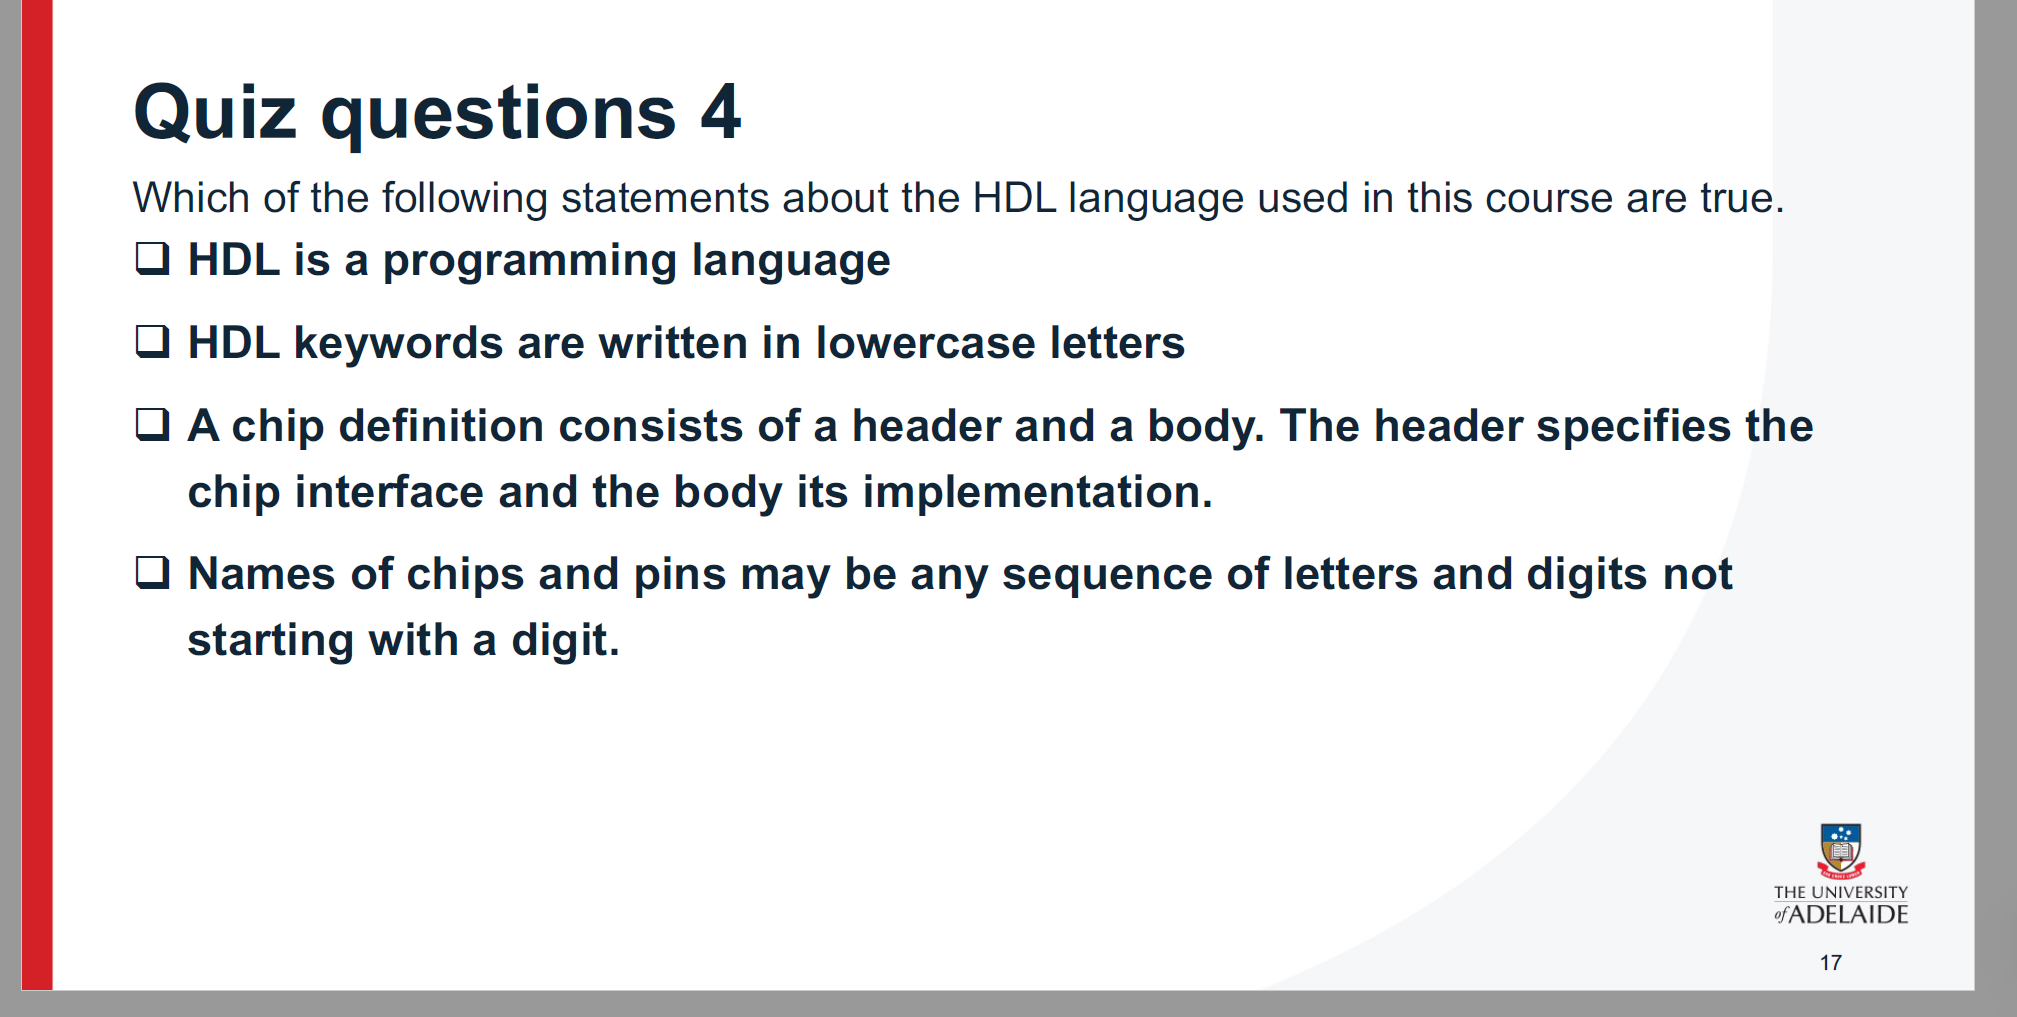 Quiz questions 4
Which of the following statements about the HDL language used in this course are true.
❑ HDL is a programming language
❑ HDL keywords are written in lowercase letters
❑ A chip definition consists of a header and a body. The header specifies the
chip interface and the body its implementation.
❑ Names of chips and pins may be any sequence of letters and digits not
starting with a digit.
THE UNIVERSITY
of ADELAIDE
17